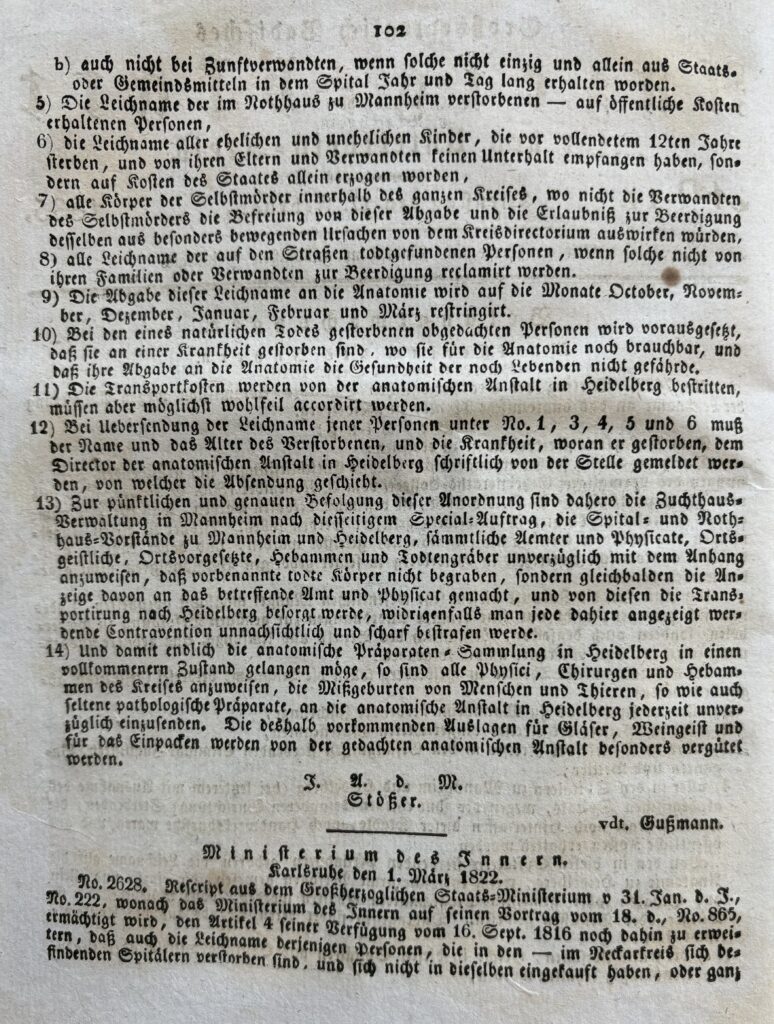 102
b) auch nicht bei Zunftverwandten, wenn solche nicht einzig und allein aus Staats-
oder Gemeindsmitteln in dem Spital Jahr und Tag lang erhalten worden.
5) Die Leichname der im Nothhaus zu Mannheim verstorbenen — auf öffentliche Kosten
erhaltenen Personen,
6) die Leichname aller ehelichen und unehelichen Kinder, die vor vollendetem 12ten Jahre
sterben, und von ihren Eltern und Verwandten keinen Unterhalt empfangen haben, son-
dern auf Kosten des Staates allein erzogen worden,
7) alle Körper der Selbstmörder innerhalb des ganzen Kreises, wo nicht die Verwandten
des Selbstmörders die Befreiung von dieser Abgabe und die Erlaubniß zur Beerdigung
desselben aus besonders bewegenden Ursachen von dem Kreisdirectorium auswirken würden,
8) alle Leichname der auf den Straßen todtgefundenen Personen, wenn solche nicht von
ihren Familien oder Verwandten zur Beerdigung reclamirt werden.
9) Die Abgabe dieser Leichname an die Anatomie wird auf die Monate October, Novem-
ber, Dezember, Januar, Februar und März restringirt.
10) Bei den eines natürlichen Todes gestorbenen obgedachten Personen wird vorausgesetzt,
daß sie an einer Krankheit gestorben sind, wo sie für die Anatomie noch brauchbar, und
daß ihre Abgabe an die Anatomie die Gesundheit der noch Lebenden nicht gefährde.
11) Die Transportkosten werden von der anatomischen Anstalt in Heidelberg bestritten,
müssen aber möglichst wohlfeil accordirt werden.
12) Bei Uebersendung der Leichname jener Personen unter No. 1, 3, 4, 5 und 6 muß
der Name und das Alter des Verstorbenen, und die Krankheit, woran er gestorben, dem
Director der anatomischen Anstalt in Heidelberg schriftlich von der Stelle gemeldet wer-
den, von welcher die Absendung geschieht.
13) Zur pünktlichen und genauen Befolgung dieser Anordnung sind dahero die Zuchthaus-
Verwaltung in Mannheim nach diesseitigem Special-Auftrag, die Spital- und Noth-
haus-Vorstände zu Mannheim und Heidelberg, sämmtliche Aemter und Physicate, Orts-
geistliche, Ortsvorgesetzte, Hebammen und Todtengräber unverzüglich mit dem Anhang
anzuweisen, daß vorbenannte todte Körper nicht begraben, sondern gleichbalden die An-
zeige davon an das betreffende Amt und Physicat gemacht, und von diesen die Trans-
portirung nach Heidelberg besorgt werde, widrigenfalls man jede dahier angezeigt wer-
dende Contravention unnachsichtlich und scharf bestrafen werde.
14) Und damit endlich die anatomische Präparaten-Sammlung in Heidelberg in einen
vollkommenern Zustand gelangen möge, so sind alle Physici, Chirurgen und Hebam-
men des Kreises anzuweisen, die Mißgeburten von Menschen und Thieren, so wie auch
seltene pathologische Präparate, an die anatomische Anstalt in Heidelberg jederzeit unver-
züglich einzusenden. Die deshalb vorkommenden Auslagen für Gläser, Weingeist und
für das Einpacken werden von der gedachten anatomischen Anstalt besonders vergütet
werden.
J. A. d. M.
Stößer.
vdt. Gußmann.
Ministerium des Innern.
Karlsruhe den 1. März 1822.
No. 2628. Rescript aus dem Großherzoglichen Staats-Ministerium v 31. Jan. d. J.,
No. 222, wonach das Ministerium des Innern auf seinen Vortrag vom 18. d., No. 865,
ermächtigt wird, den Artikel 4 seiner Verfügung vom 16. Sept. 1816 noch dahin zu erwei-
tern, daß auch die Leichname derjenigen Personen, die in den — im Neckarkreis sich be-
findenden Spitälern verstorben sind, und sich nicht in dieselben eingekauft haben, oder ganz